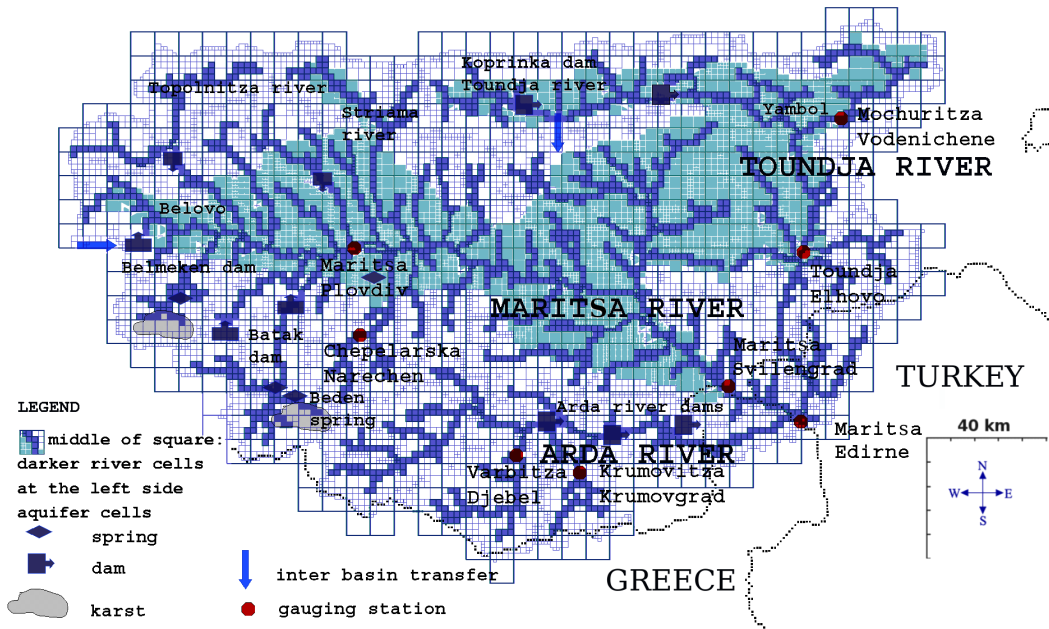 Koprinka dam
Toundja river
Topolnitza river
Striama
river
Yambol
Mochuritza
Vodenichene
TOUNDJA RIVER
Belovo
Belmeken dam
Maritsa
Plovdiv
Toundja
Elhovo
MARITSA RIVER
Batak
dam
Chepelarska
Narechen
Maritsa
Svilengrad
TURKEY
Beden
spring
Arda river dams
Maritsa
Edirne
ARDA RIVER
Varbitza
Djebel
Krumovitza
Krumovgrad
GREECE
40 km
N
W
E
S
LEGEND
middle of square:
darker river cells
at the left side
aquifer cells
spring
dam
karst
inter basin transfer
gauging station